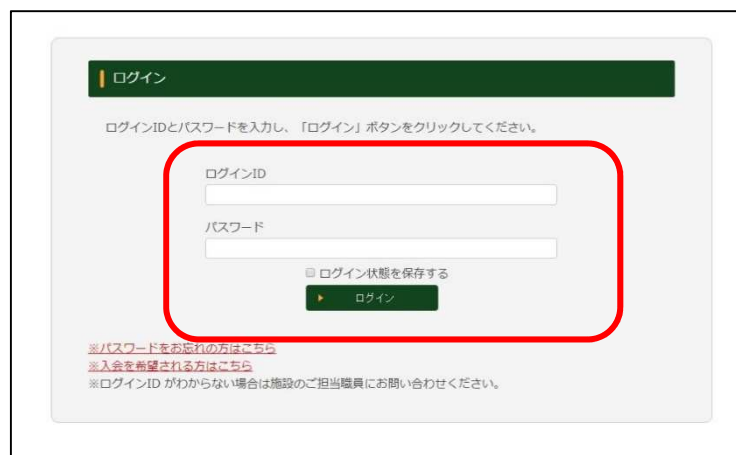 ログイン
ログインIDとパスワードを入力し、「ログイン」ボタンをクリックしてください。
ログインID
パスワード
ログイン状態を保存する
ログイン
※パスワードをお忘れの方はこちら
※入会を希望される方はこちら
※ログインID がわからない場合は施設のご担当職員にお問い合わせください。